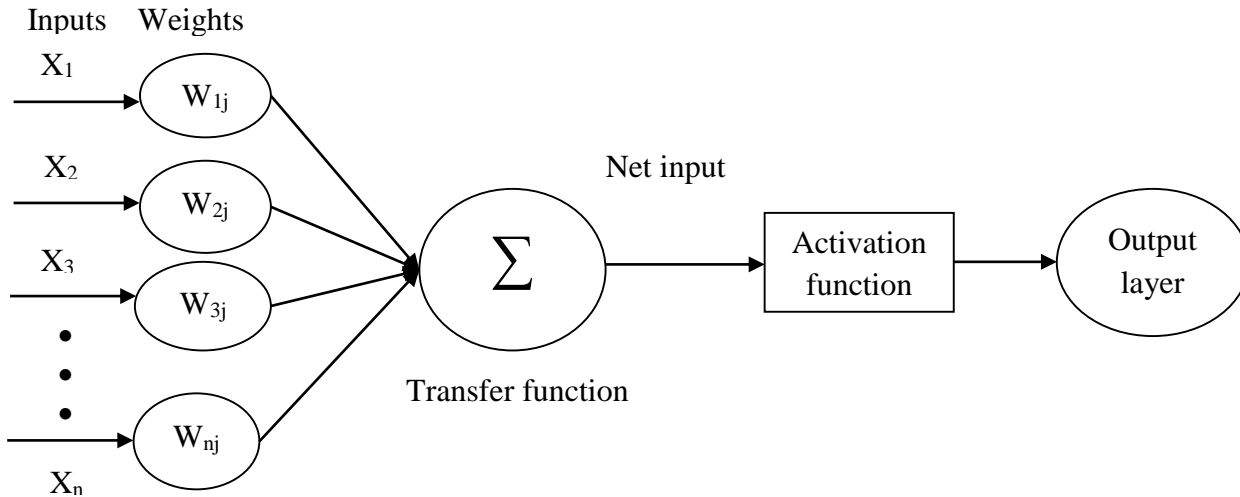 Inputs Weights
X₁
W₁ⱼ
X₂
W₂ⱼ
X₃
W₃ⱼ
Xₙ
Wₙⱼ
∑
Transfer function
Net input
Activation
function
Output
layer